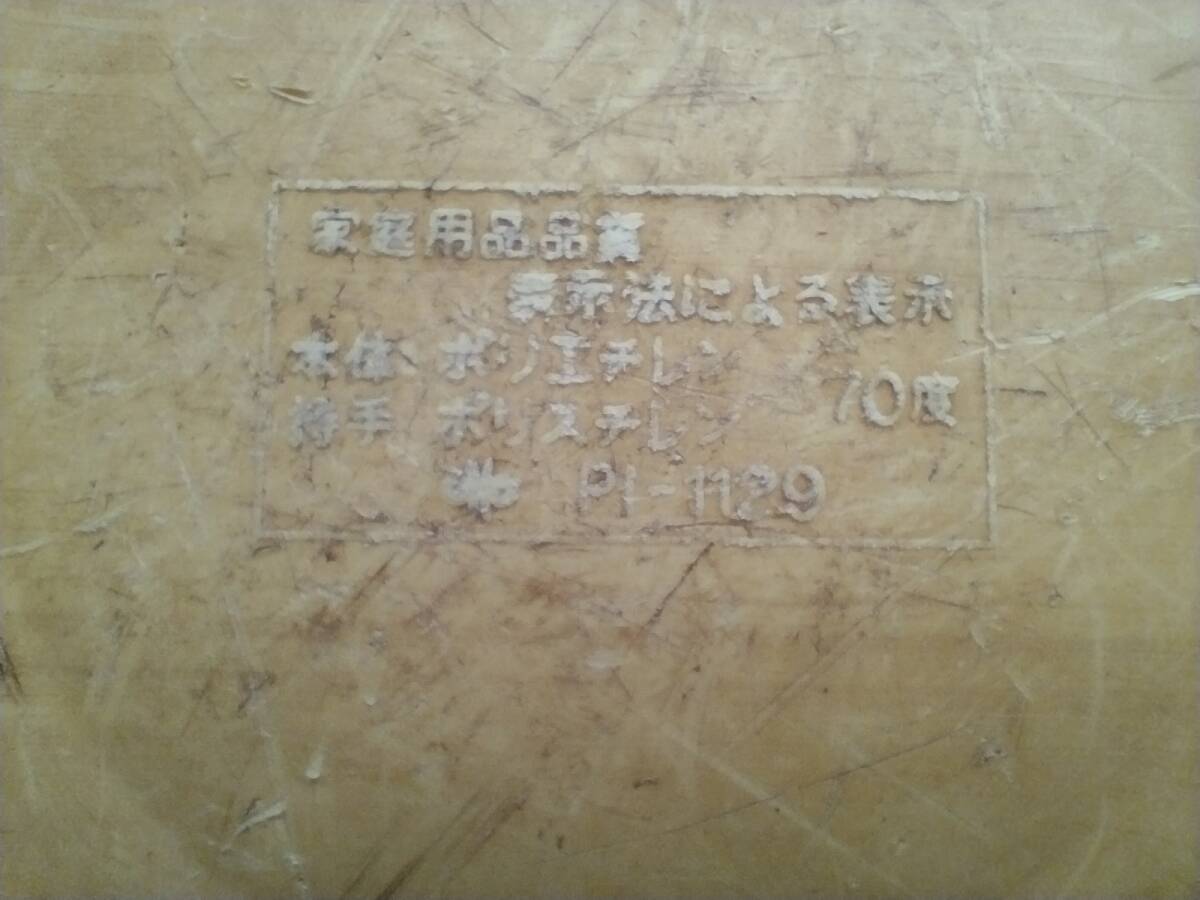 家庭用品品質
表示法による表示
本体 ポリエチレン
持手 ポリスチレン
70度
PI-1129